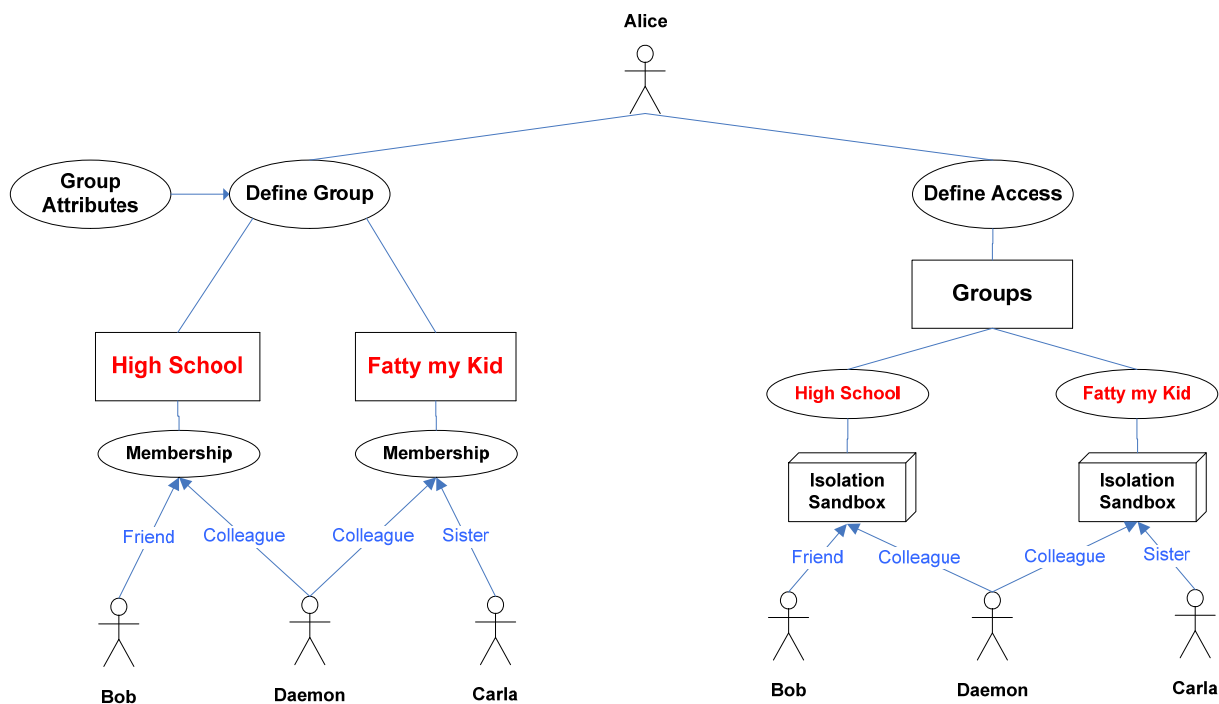 Alice
Group
Attributes
Define Group
Define Access
Groups
High School
Fatty my Kid
High School
Fatty my Kid
Membership
Membership
Isolation
Sandbox
Isolation
Sandbox
Friend
Colleague
Colleague
Sister
Friend
Colleague
Colleague
Sister
Bob
Daemon
Carla
Bob
Daemon
Carla